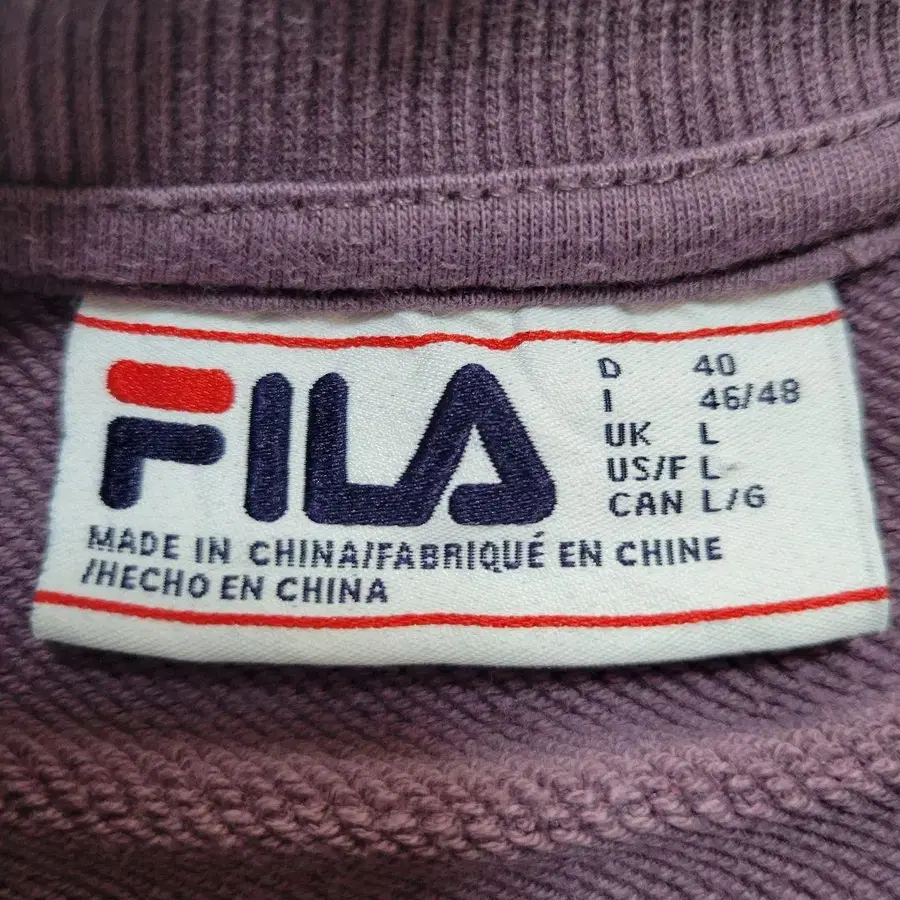 FILA
D 40
I 46/48
UK L
US/F L
CAN L/G
MADE IN CHINA/FABRIQUÉ EN CHINE
/HECHO EN CHINA